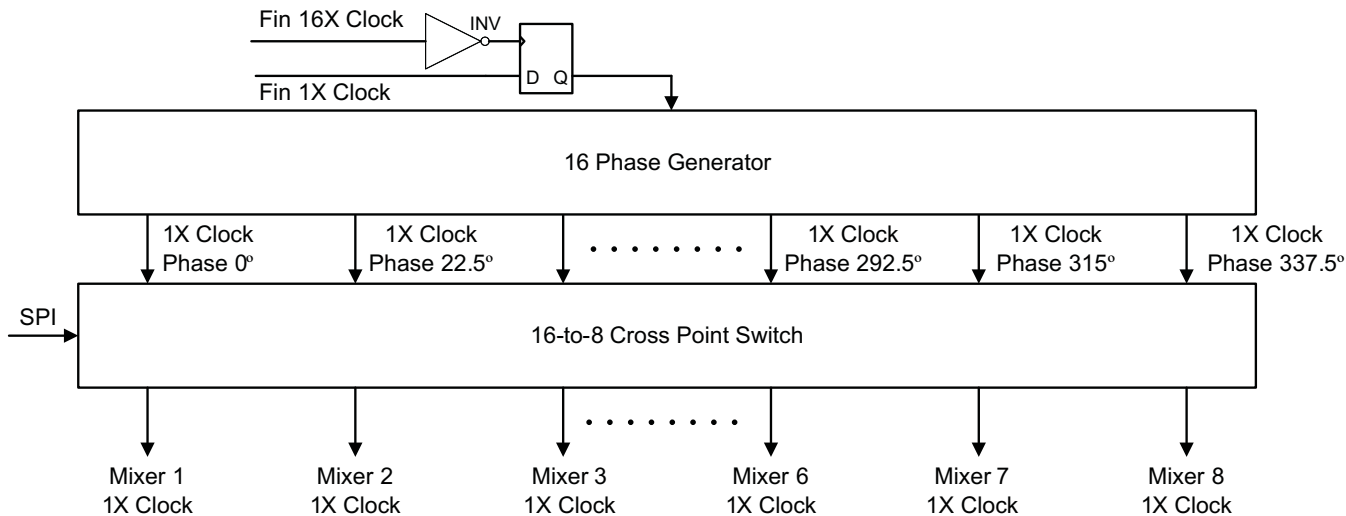 Fin 16X Clock
INV
D Q
Fin 1X Clock
16 Phase Generator
1X Clock
Phase 0º
1X Clock
Phase 22.5º
1X Clock
Phase 292.5º
1X Clock
Phase 315º
1X Clock
Phase 337.5º
SPI
16-to-8 Cross Point Switch
Mixer 1
1X Clock
Mixer 2
1X Clock
Mixer 3
1X Clock
Mixer 6
1X Clock
Mixer 7
1X Clock
Mixer 8
1X Clock